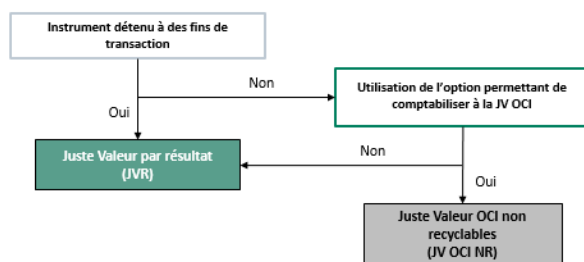 Instrument détenu à des fins de
transaction
Non
Utilisation de l'option permettant de
comptabiliser à la JV OCI
Oui
Juste Valeur par résultat
(JVR)
Non
Oui
Juste Valeur OCI non
recyclables
(JV OCI NR)